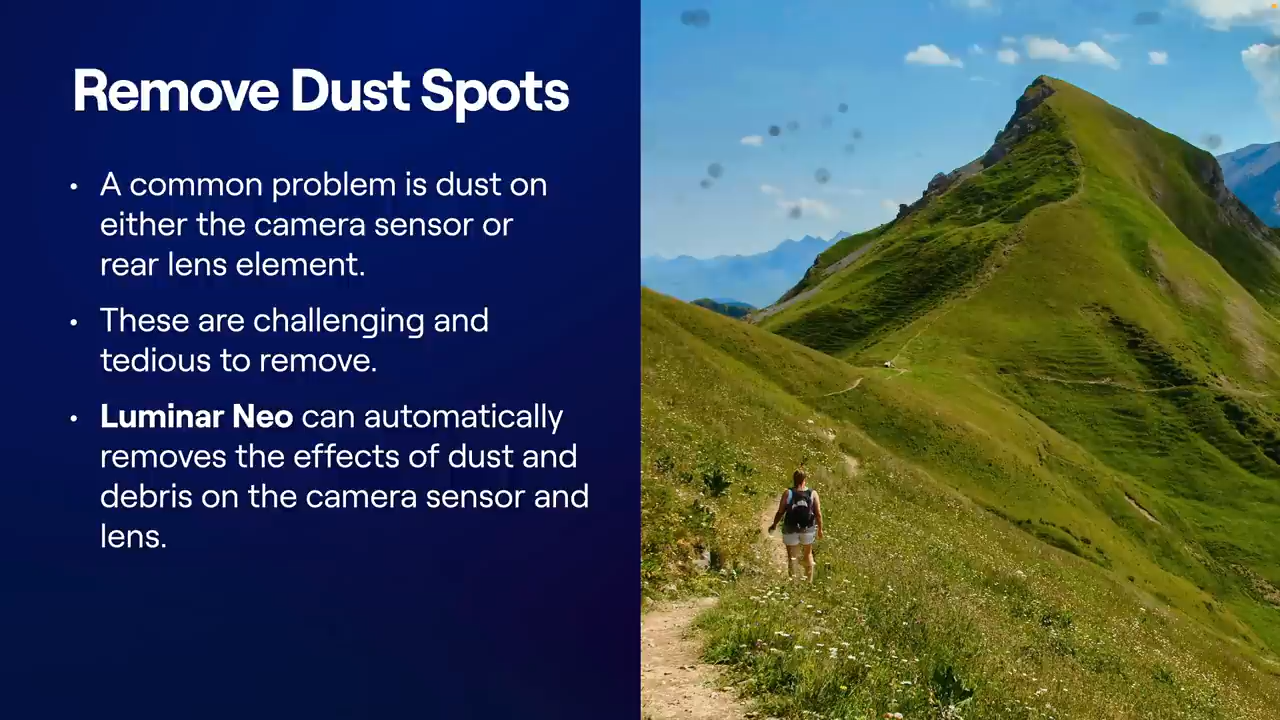 Remove Dust Spots
• A common problem is dust on
either the camera sensor or
rear lens element.
• These are challenging and
tedious to remove.
• Luminar Neo can automatically
removes the effects of dust and
debris on the camera sensor and
lens.